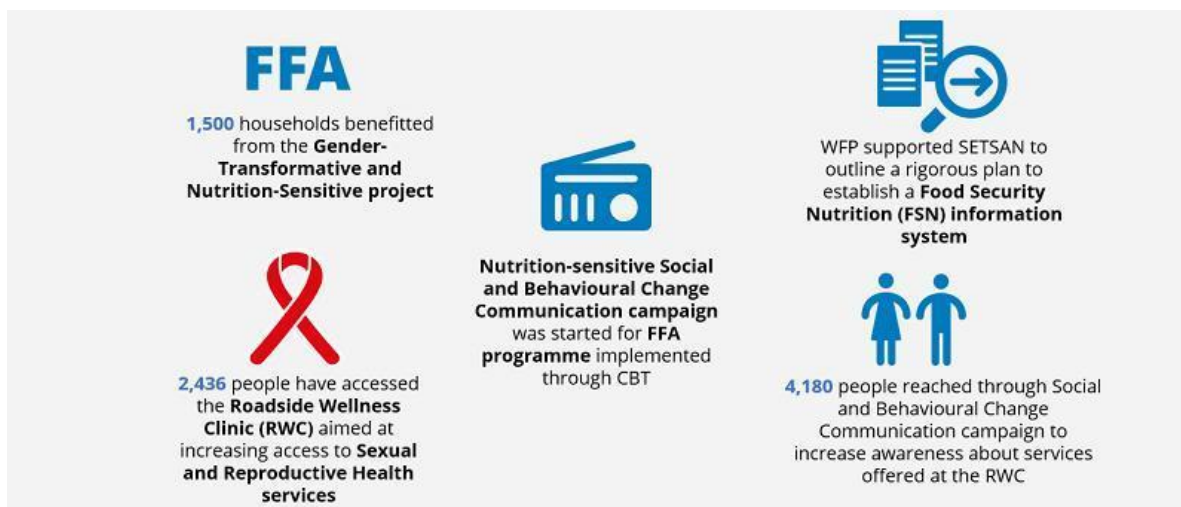 FFA
1,500 households benefitted
from the Gender-
Transformative and
Nutrition-Sensitive project
2,436 people have accessed
the Roadside Wellness
Clinic (RWC) aimed at
increasing access to Sexual
and Reproductive Health
services
Nutrition-sensitive Social
and Behavioural Change
Communication campaign
was started for FFA
programme implemented
through CBT
WFP supported SETSAN to
outline a rigorous plan to
establish a Food Security
Nutrition (FSN) information
system
4,180 people reached through Social
and Behavioural Change
Communication campaign to
increase awareness about services
offered at the RWC